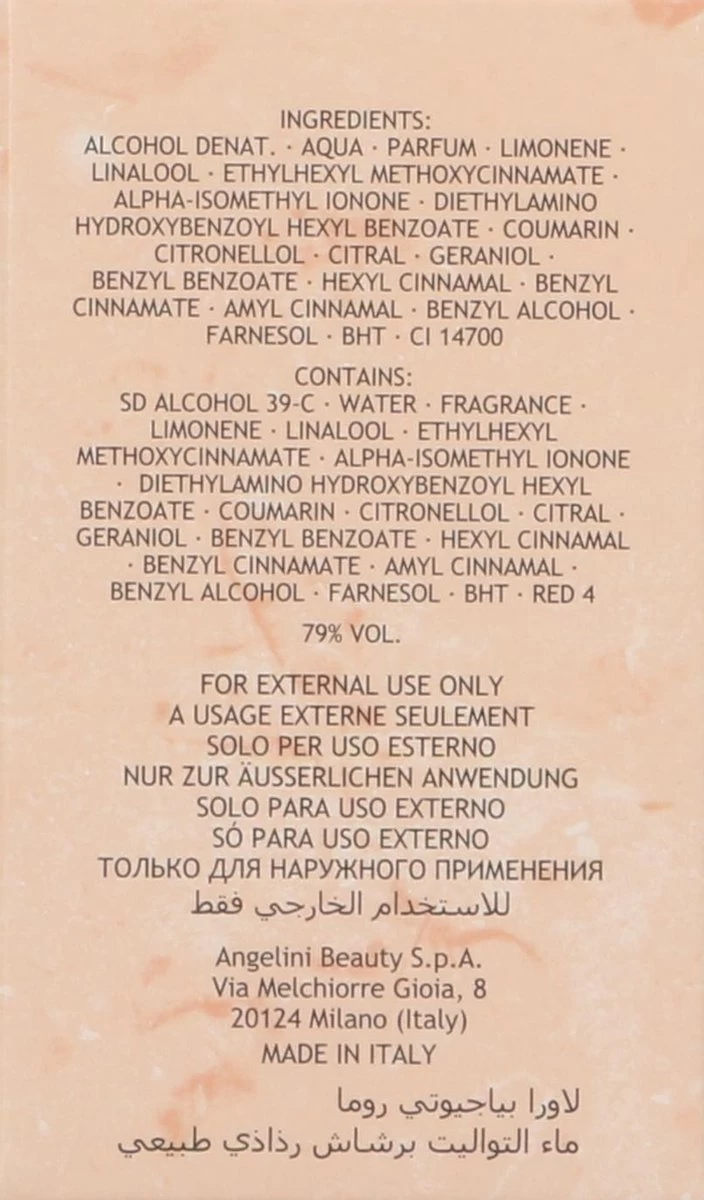 INGREDIENTS:
ALCOHOL DENAT. · AQUA · PARFUM · LIMONENE ·
LINALOOL · ETHYLHEXYL METHOXYCINNAMATE ·
ALPHA-ISOMETHYL IONONE · DIETHYLAMINO
HYDROXYBENZOYL HEXYL BENZOATE · COUMARIN ·
CITRONELLOL · CITRAL · GERANIOL ·
BENZYL BENZOATE · HEXYL CINNAMAL · BENZYL
CINNAMATE · AMYL CINNAMAL · BENZYL ALCOHOL ·
FARNESOL · BHT · CI 14700
CONTAINS:
SD ALCOHOL 39-C · WATER · FRAGRANCE ·
LIMONENE · LINALOOL · ETHYLHEXYL
METHOXYCINNAMATE · ALPHA-ISOMETHYL IONONE
· DIETHYLAMINO HYDROXYBENZOYL HEXYL
BENZOATE · COUMARIN · CITRONELLOL · CITRAL ·
GERANIOL · BENZYL BENZOATE · HEXYL CINNAMAL
· BENZYL CINNAMATE · AMYL CINNAMAL ·
BENZYL ALCOHOL · FARNESOL · BHT · RED 4
79% VOL.
FOR EXTERNAL USE ONLY
A USAGE EXTERNE SEULEMENT
SOLO PER USO ESTERNO
NUR ZUR ÄUSSERLICHEN ANWENDUNG
SOLO PARA USO EXTERNO
SÓ PARA USO EXTERNO
ТОЛЬКО ДЛЯ НАРУЖНОГО ПРИМЕНЕНИЯ
للاستخدام الخارجي فقط
Angelini Beauty S.p.A.
Via Melchiorre Gioia, 8
20124 Milano (Italy)
MADE IN ITALY
لاورا بياجيوتي روما
ماء التواليت برشاش رذاذي طبيعي